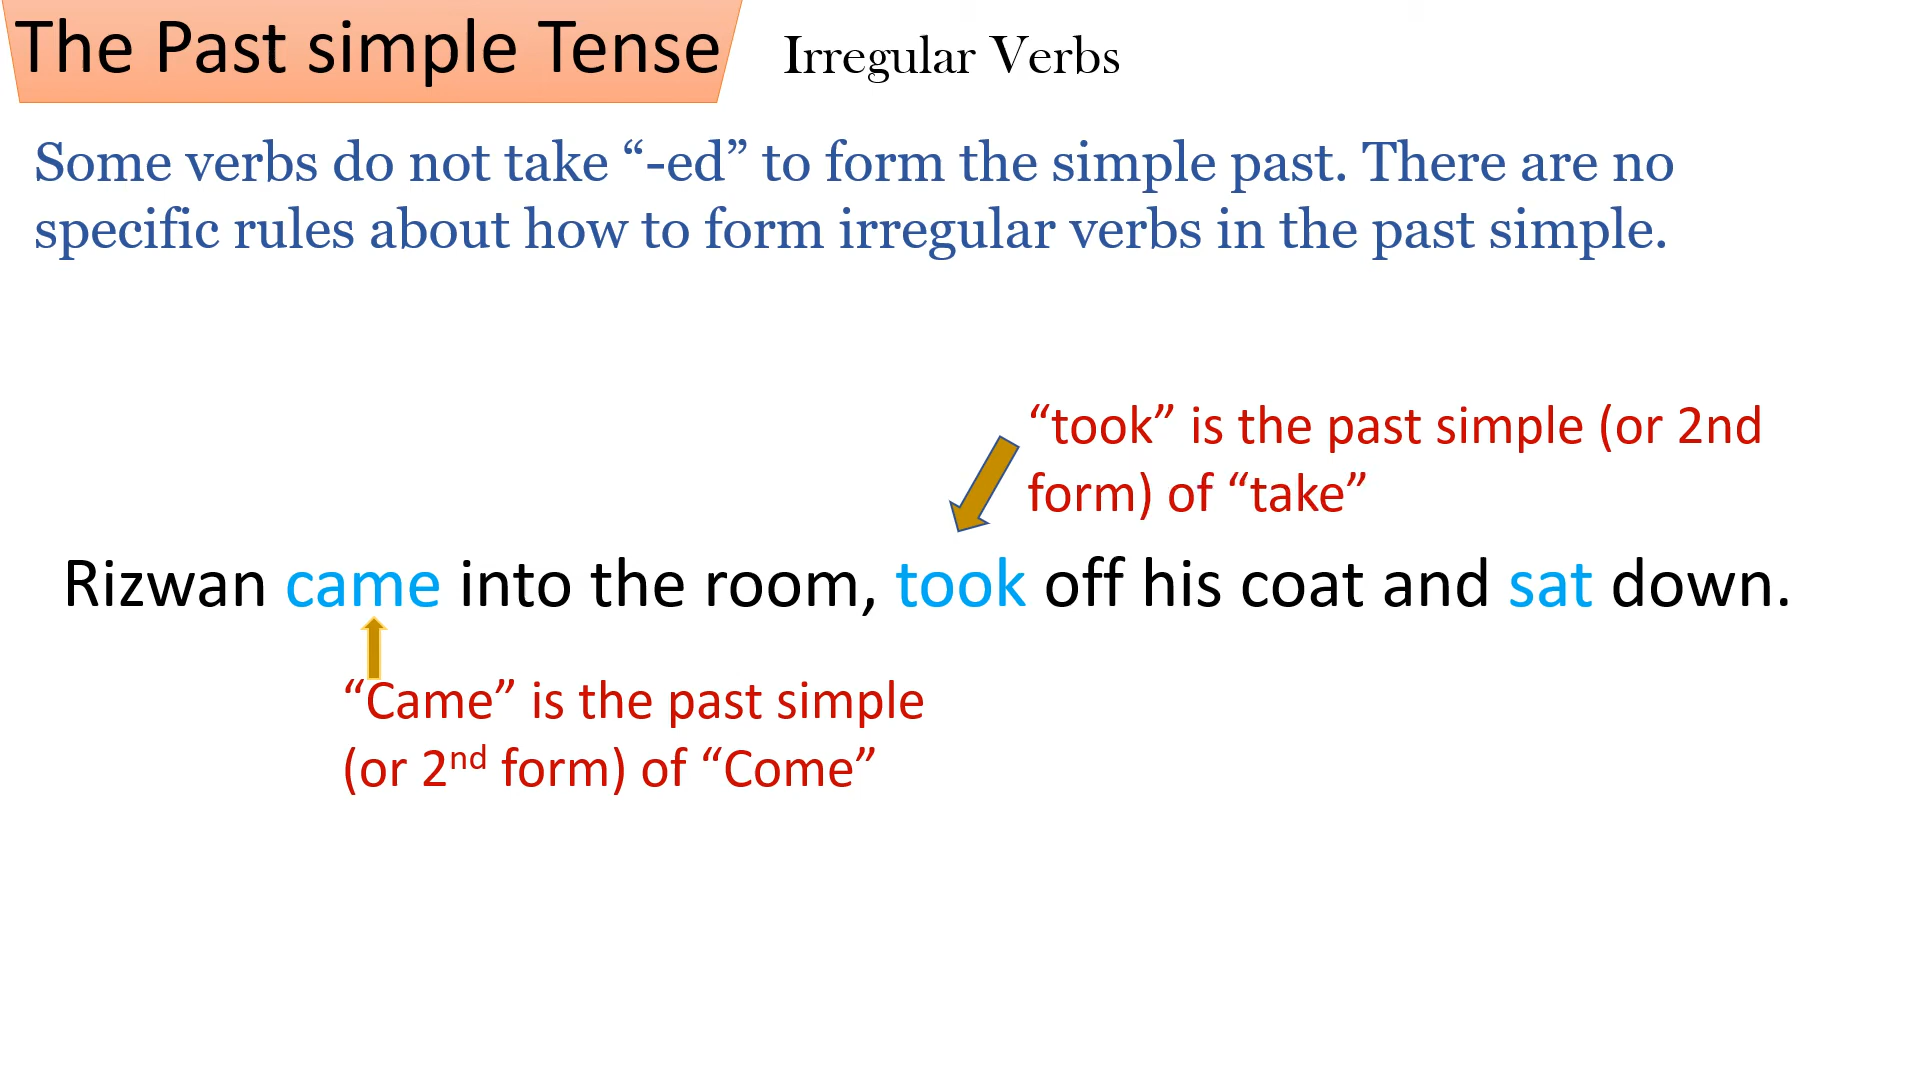 The Past simple Tense
Irregular Verbs
Some verbs do not take “-ed” to form the simple past. There are no
specific rules about how to form irregular verbs in the past simple.
“took” is the past simple (or 2nd
form) of “take”
Rizwan came into the room, took off his coat and sat down.
“Came” is the past simple
(or 2nd form) of “Come”